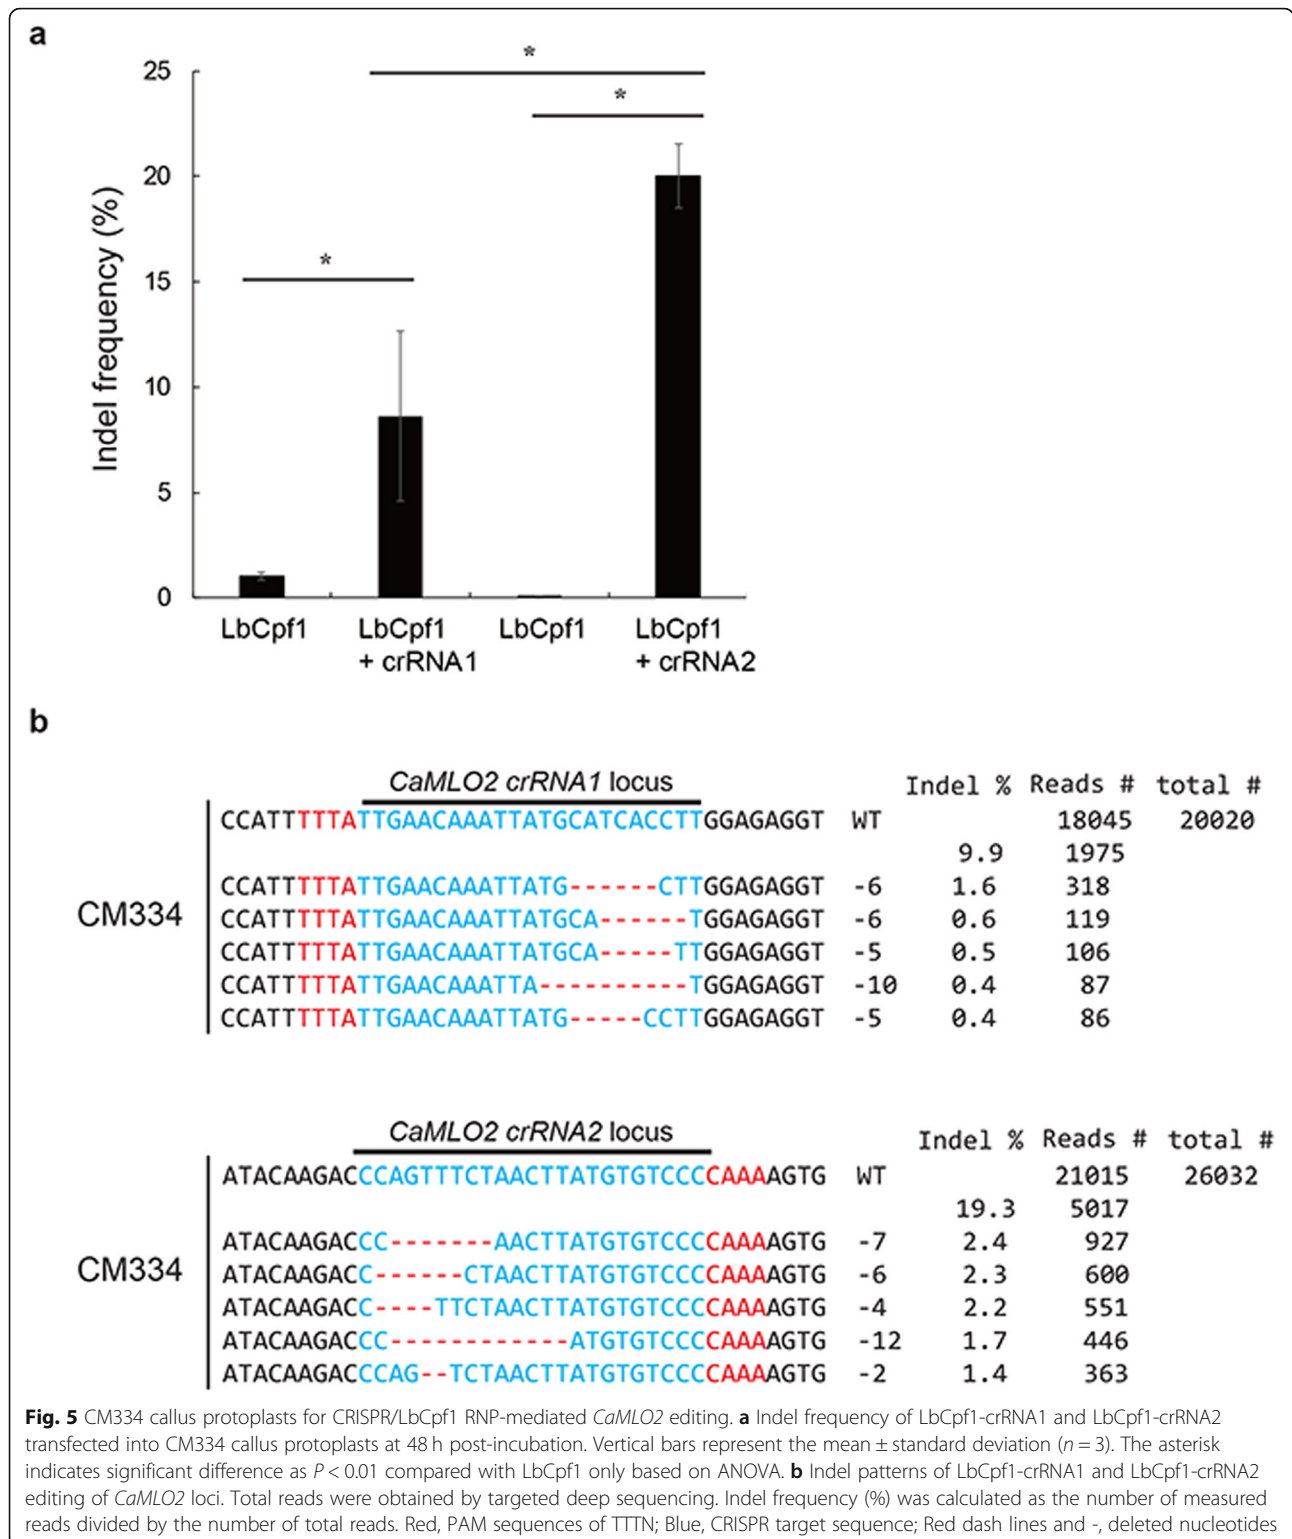 a
*
*
*
25
20
15
10
5
0
Indel frequency (%)
LbCpf1 LbCpf1 + crRNA1 LbCpf1 LbCpf1 + crRNA2
b
CaMLO2 crRNA1 locus Indel % Reads # total #
CCATTTTTATTGAACAAATTATGCATCACCTTGGAGAGGT WT 18045 20020
9.9 1975
CCATTTTTATTGAACAAATTATG------CTTGGAGAGGT -6 1.6 318
CCATTTTTATTGAACAAATTATGCA------TGGAGAGGT -6 0.6 119
CCATTTTTATTGAACAAATTATGCA-----TTGGAGAGGT -5 0.5 106
CCATTTTTATTGAACAAATTA----------TGGAGAGGT -10 0.4 87
CCATTTTTATTGAACAAATTATG-----CCTTGGAGAGGT -5 0.4 86
CM334
CaMLO2 crRNA2 locus Indel % Reads # total #
ATACAAGACCCAGTTTCTAACTTATGTGTCCCCAAAAGTG WT 21015 26032
19.3 5017
ATACAAGACCC-------AACTTATGTGTCCCCAAAAGTG -7 2.4 927
ATACAAGACC------CTAACTTATGTGTCCCCAAAAGTG -6 2.3 600
ATACAAGACC----TTCTAACTTATGTGTCCCCAAAAGTG -4 2.2 551
ATACAAGACCC------------ATGTGTCCCCAAAAGTG -12 1.7 446
ATACAAGACCCAG--TCTAACTTATGTGTCCCCAAAAGTG -2 1.4 363
CM334
Fig. 5 CM334 callus protoplasts for CRISPR/LbCpf1 RNP-mediated CaMLO2 editing. a Indel frequency of LbCpf1-crRNA1 and LbCpf1-crRNA2
transfected into CM334 callus protoplasts at 48 h post-incubation. Vertical bars represent the mean ± standard deviation (n = 3). The asterisk
indicates significant difference as P < 0.01 compared with LbCpf1 only based on ANOVA. b Indel patterns of LbCpf1-crRNA1 and LbCpf1-crRNA2
editing of CaMLO2 loci. Total reads were obtained by targeted deep sequencing. Indel frequency (%) was calculated as the number of measured
reads divided by the number of total reads. Red, PAM sequences of TTTN; Blue, CRISPR target sequence; Red dash lines and -, deleted nucleotides